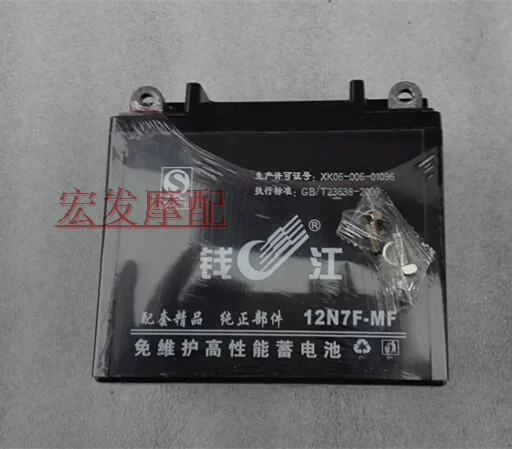 生产许可证号：XK06-006-01096
执行标准：GB/T23638-2009
宏发摩配
钱江®
配套精品 纯正部件 12N7F-MF
免维护高性能蓄电池